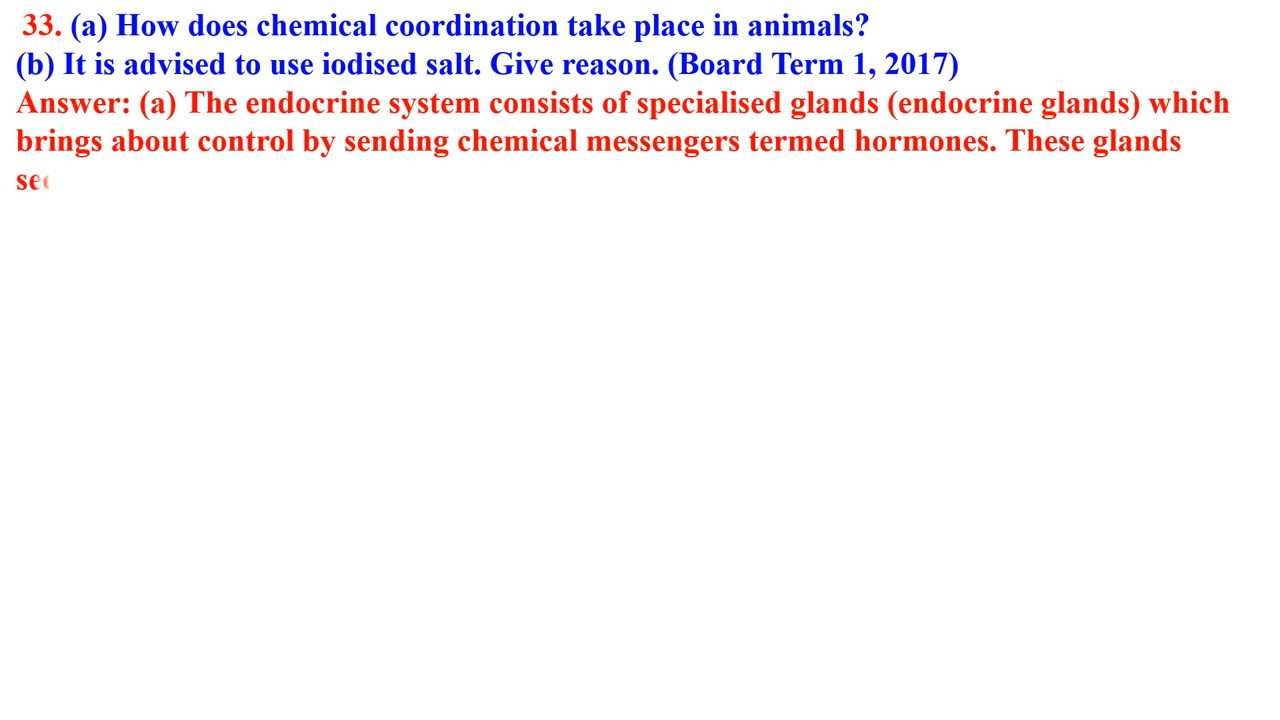 33. (a) How does chemical coordination take place in animals?
(b) It is advised to use iodised salt. Give reason. (Board Term 1, 2017)
Answer: (a) The endocrine system consists of specialised glands (endocrine glands) which
brings about control by sending chemical messengers termed hormones. These glands